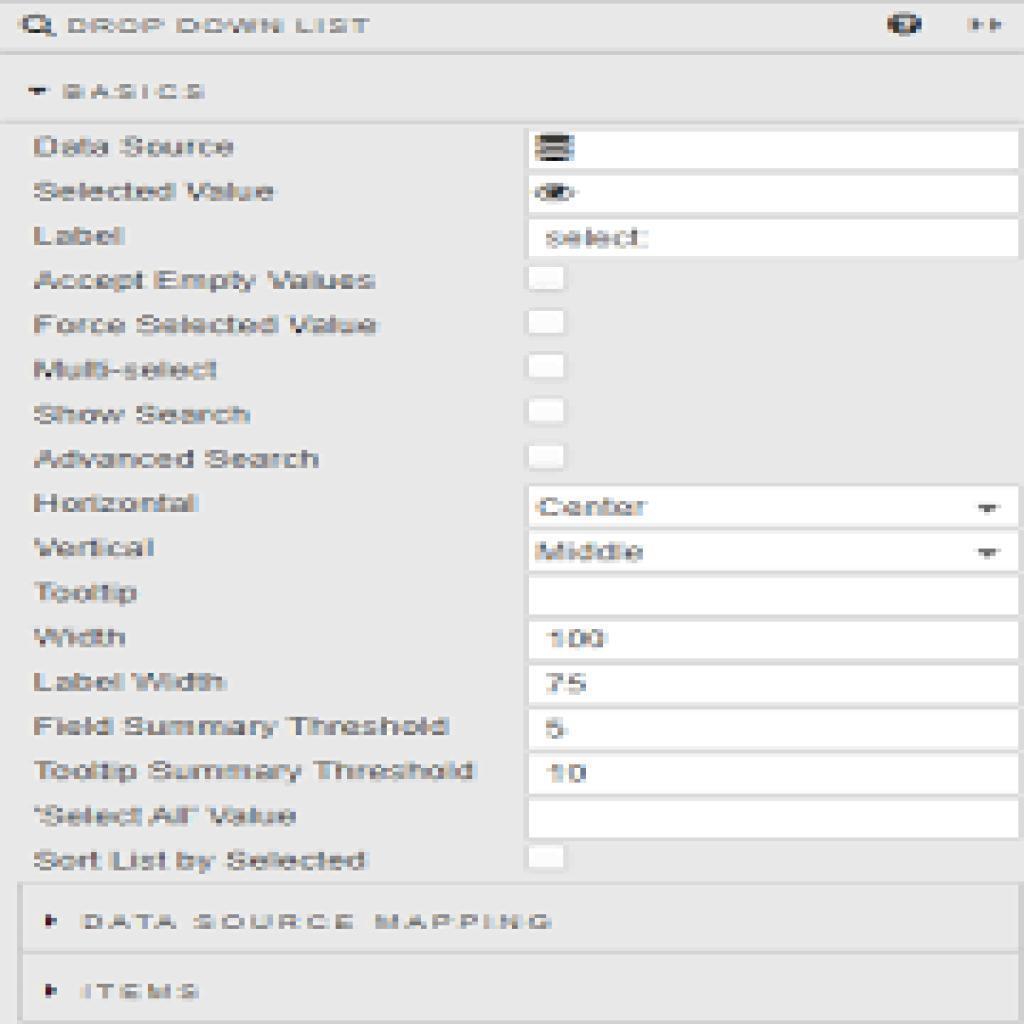 DROP DOWN LIST
BASICS
Data Source
Selected Value
Label select:
Accept Empty Values
Force Selected Value
Multi-select
Show Search
Advanced Search
Horizontal Center
Vertical Middle
Tooltip
Width 100
Label Width 75
Field Summary Threshold 5
Tooltip Summary Threshold 10
"Select All" Value
Sort List by Selected
DATA SOURCE MAPPING
ITEMS